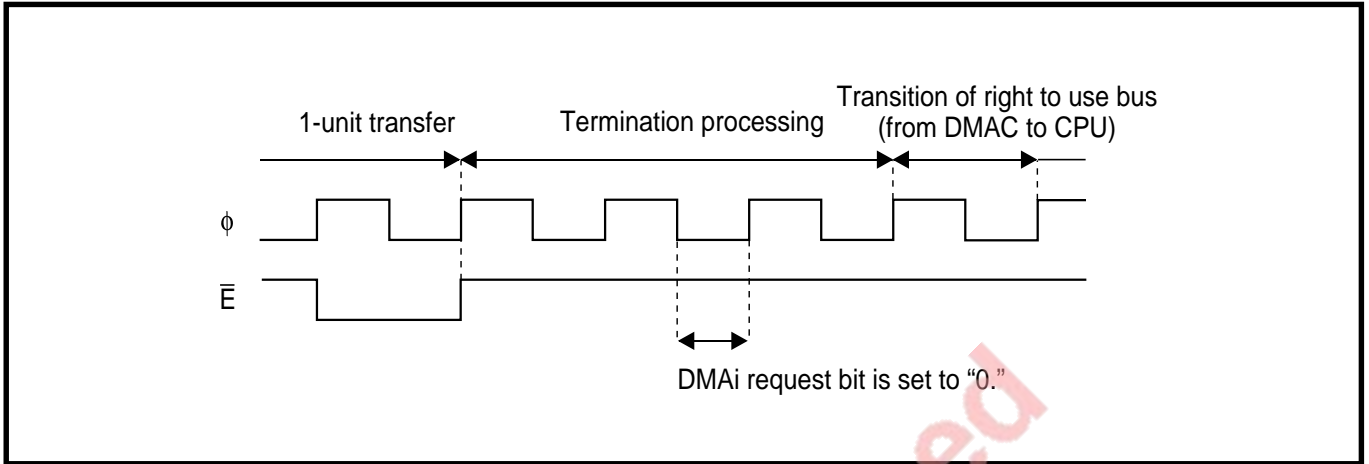 1-unit transfer
Termination processing
Transition of right to use bus
(from DMAC to CPU)
ϕ
E̅
DMAi request bit is set to “0.”